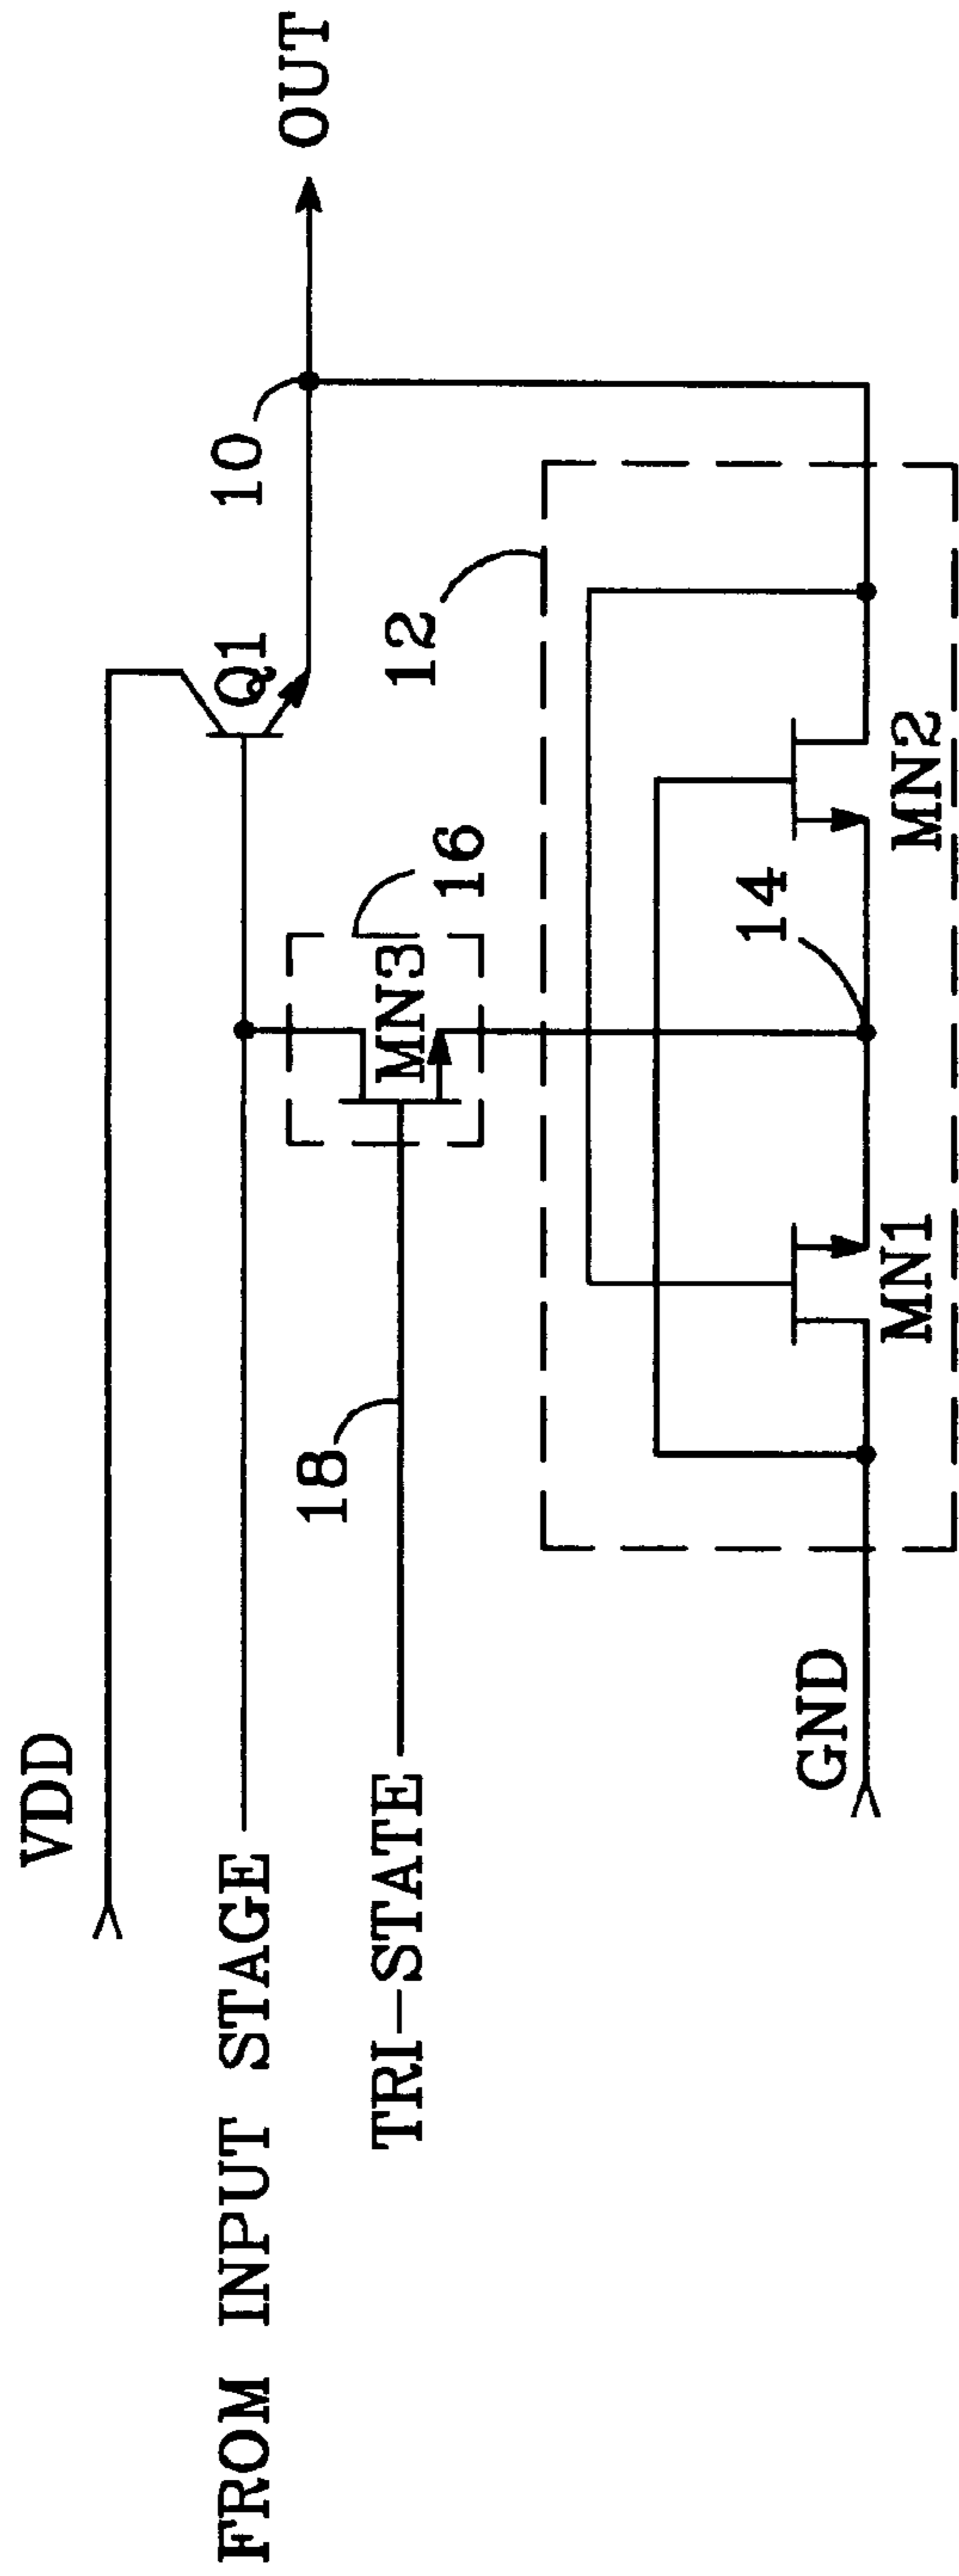 VDD
FROM INPUT STAGE
TRI-STATE
18
16
MN3
Q1
10
OUT
12
GND
MN1
14
MN2